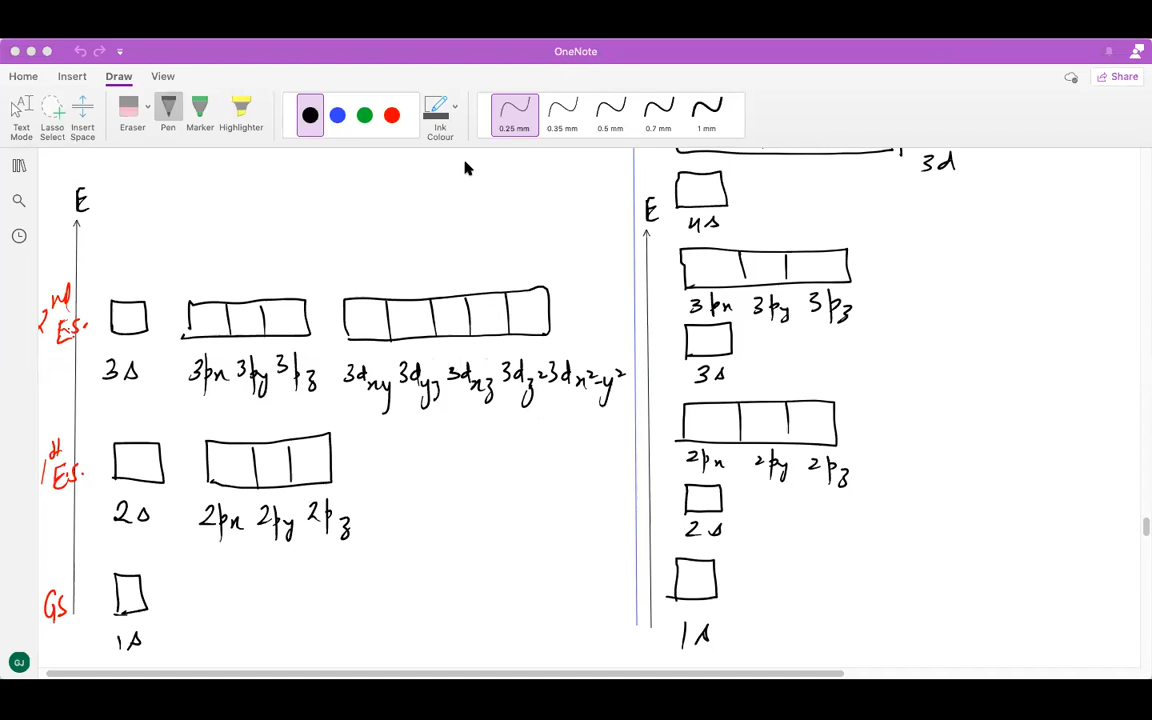 OneNote
Home Insert Draw View
Share
Text Mode
Lasso Select
Insert Space
Eraser
Pen
Marker
Highlighter
Ink Colour
0.25 mm
0.35 mm
0.5 mm
0.7 mm
1 mm
E
2nd E.S.
3s
3px 3py 3pz
3dxy 3dyz 3dxz 3dz² 3dx²-y²
1st E.S.
2s
2px 2py 2pz
GS
1s
3d
E
4s
3px 3py 3pz
3s
2px 2py 2pz
2s
1s
GJ